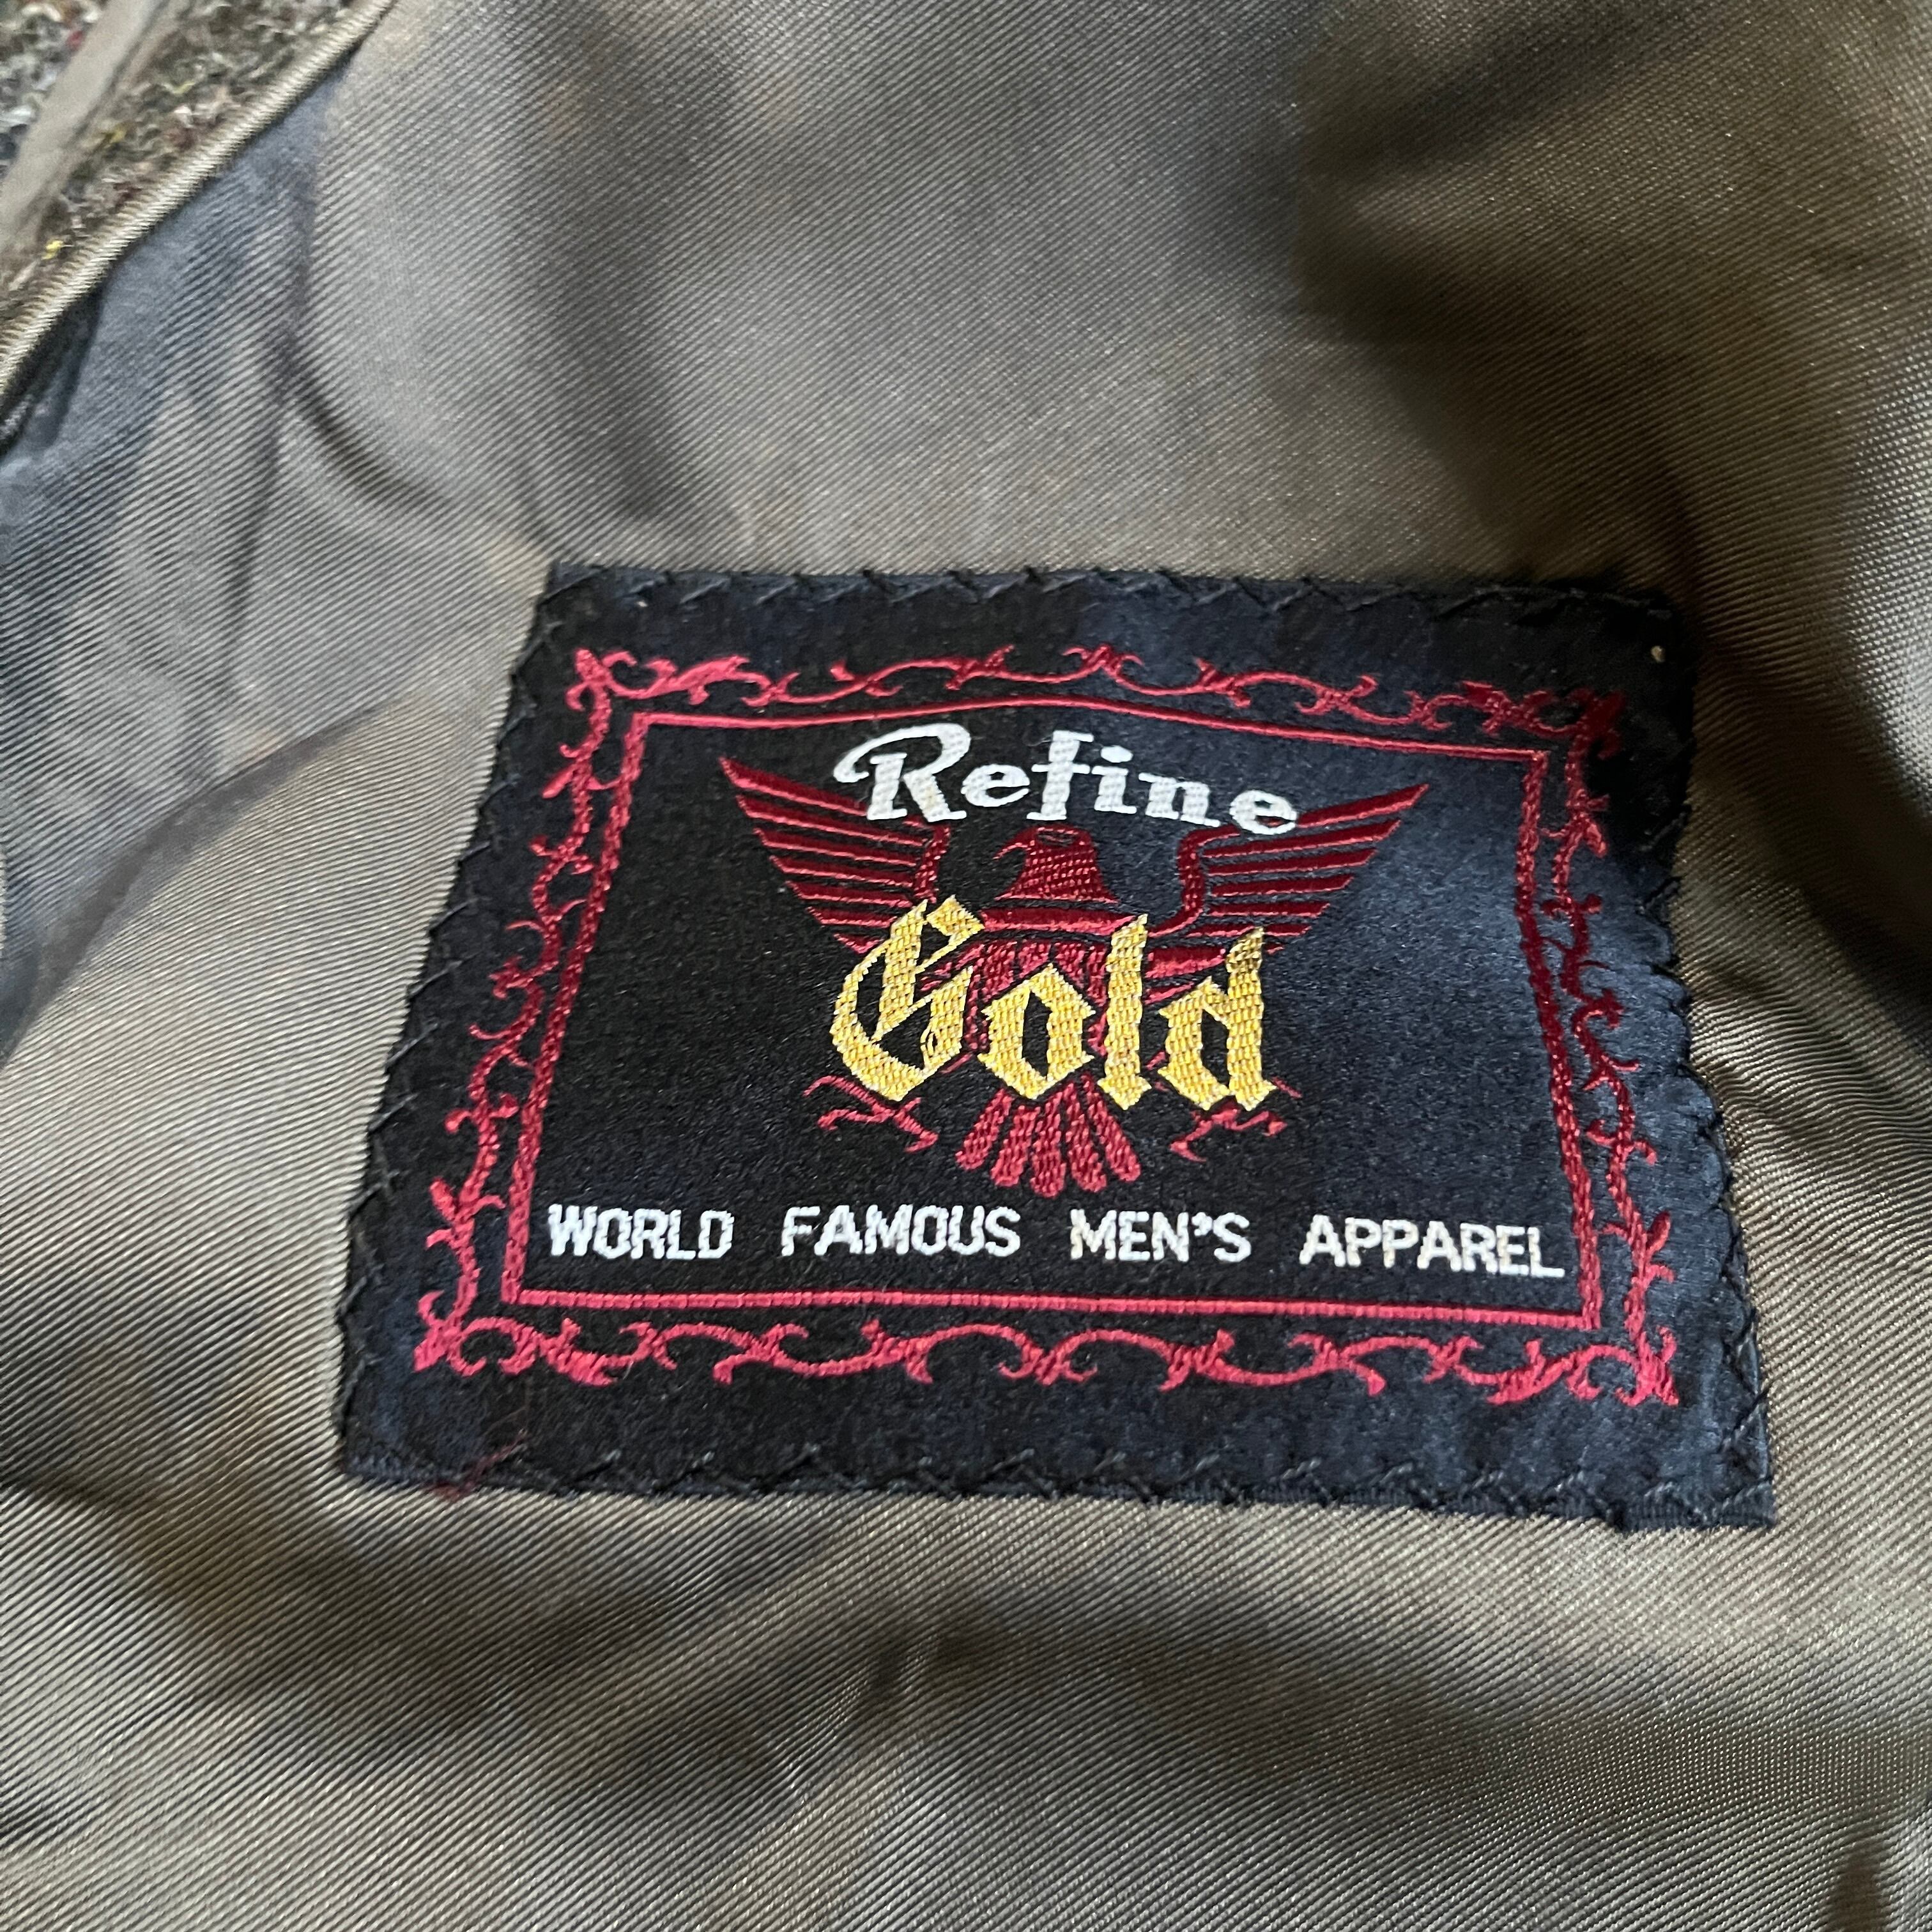 Refine
Gold
WORLD FAMOUS MEN'S APPAREL